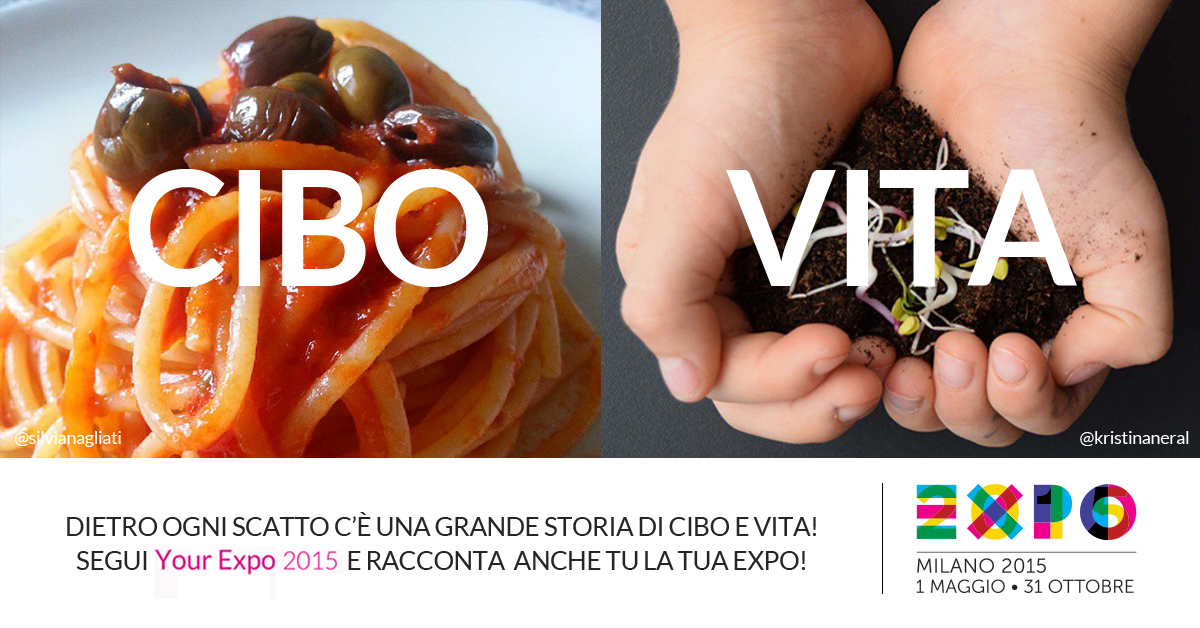 CIBO
VITA
@silvianagliati
@kristinaneral
DIETRO OGNI SCATTO C'È UNA GRANDE STORIA DI CIBO E VITA!
SEGUI Your Expo 2015 E RACCONTA ANCHE TU LA TUA EXPO!
EXPO
MILANO 2015
1 MAGGIO • 31 OTTOBRE